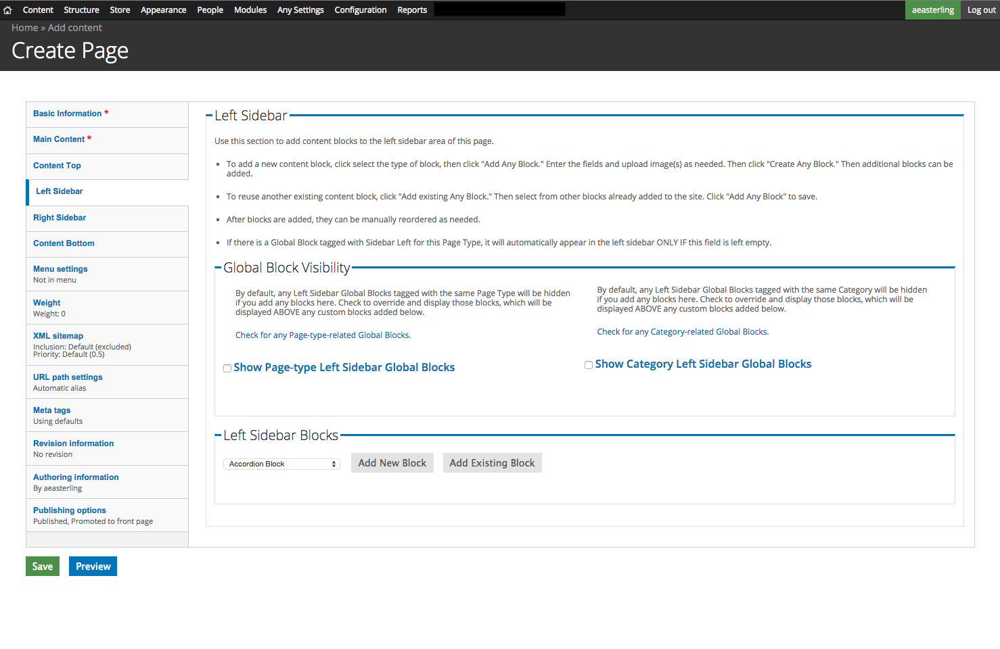 Content Structure Store Appearance People Modules Any Settings Configuration Reports aeasterling Log out
Home » Add content
Create Page
Basic Information *
Main Content *
Content Top
Left Sidebar
Right Sidebar
Content Bottom
Menu settings
Not in menu
Weight
Weight: 0
XML sitemap
Inclusion: Default (excluded)
Priority: Default (0.5)
URL path settings
Automatic alias
Meta tags
Using defaults
Revision information
No revision
Authoring information
By aeasterling
Publishing options
Published, Promoted to front page
Left Sidebar
Use this section to add content blocks to the left sidebar area of this page.
To add a new content block, click select the type of block, then click "Add Any Block." Enter the fields and upload image(s) as needed. Then click "Create Any Block." Then additional blocks can be
added.
To reuse another existing content block, click "Add existing Any Block." Then select from other blocks already added to the site. Click "Add Any Block" to save.
After blocks are added, they can be manually reordered as needed.
If there is a Global Block tagged with Sidebar Left for this Page Type, it will automatically appear in the left sidebar ONLY IF this field is left empty.
Global Block Visibility
By default, any Left Sidebar Global Blocks tagged with the same Page Type will be hidden
if you add any blocks here. Check to override and display those blocks, which will be
displayed ABOVE any custom blocks added below.
Check for any Page-type-related Global Blocks.
Show Page-type Left Sidebar Global Blocks
By default, any Left Sidebar Global Blocks tagged with the same Category will be hidden
if you add any blocks here. Check to override and display those blocks, which will be
displayed ABOVE any custom blocks added below.
Check for any Category-related Global Blocks.
Show Category Left Sidebar Global Blocks
Left Sidebar Blocks
Accordion Block Add New Block Add Existing Block
Save Preview